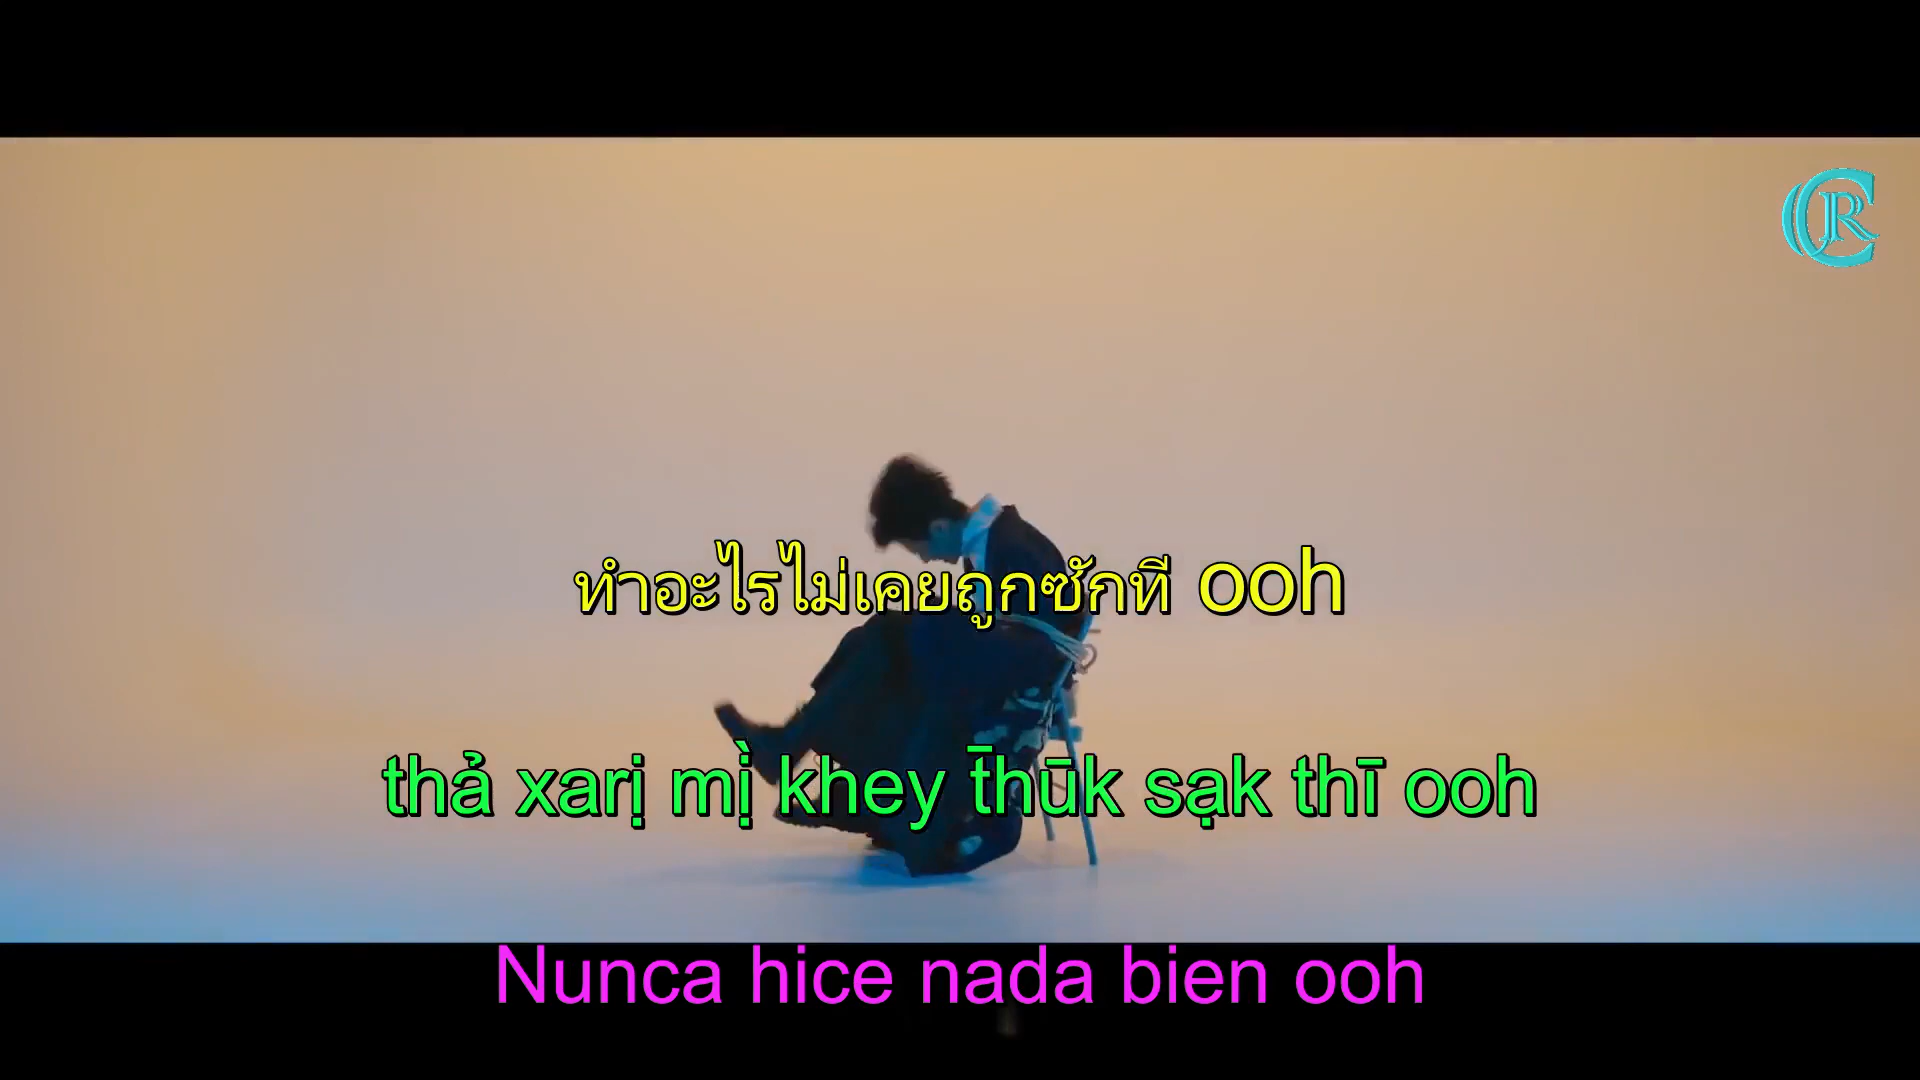 CR
ทำอะไรไม่เคยถูกซักที ooh
thả xarị mị̀ khey t̄hūk sạk thī ooh
Nunca hice nada bien ooh